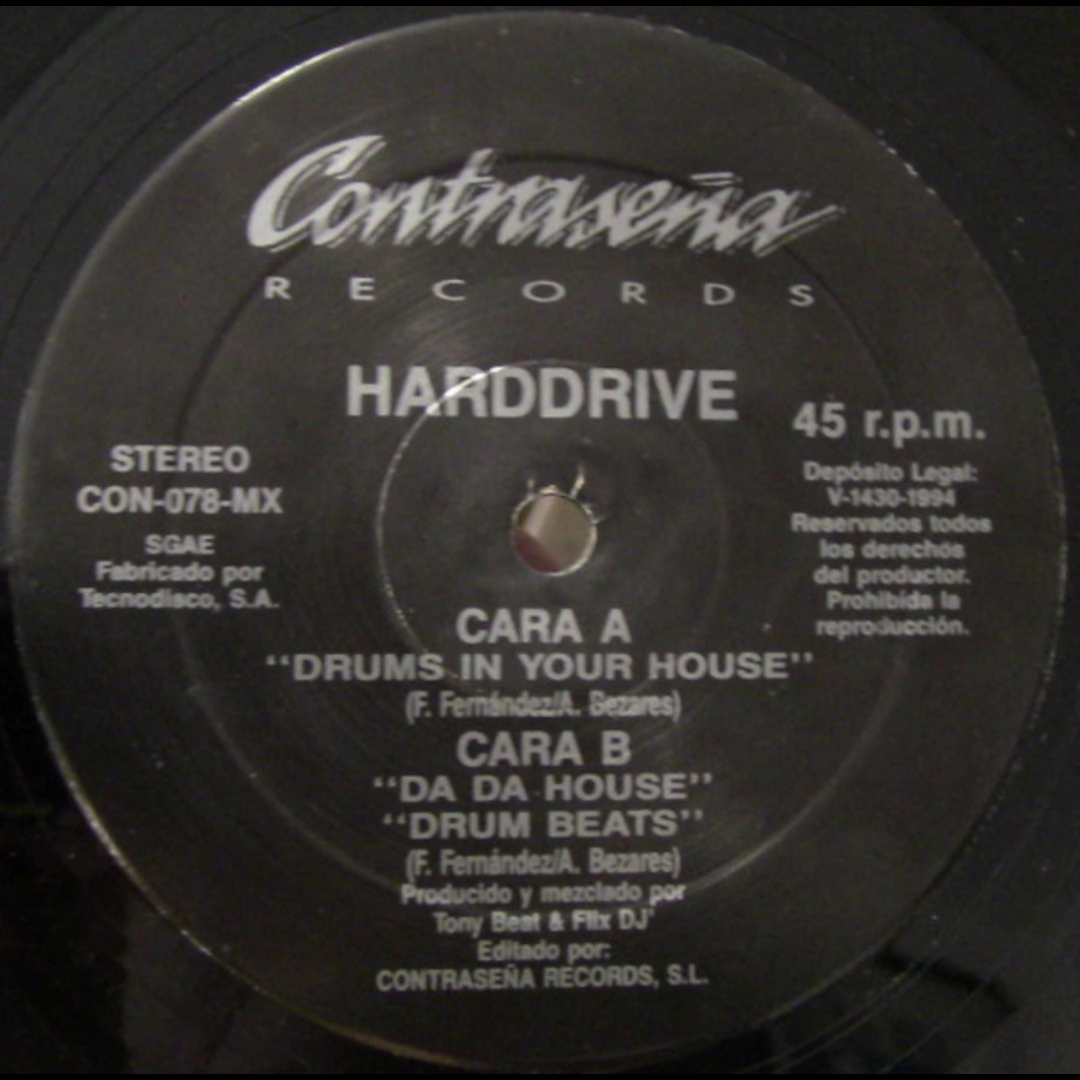 Contraseña
RECORDS
HARDDRIVE
45 r.p.m.
STEREO
CON-078-MX
SGAE
Fabricado por
Tecnodisco, S.A.
Depósito Legal:
V-1430-1994
Reservados todos
los derechos
del productor.
Prohibida la
reproducción.
CARA A
“DRUMS IN YOUR HOUSE”
(F. Fernández/A. Bezares)
CARA B
“DA DA HOUSE”
“DRUM BEATS”
(F. Fernández/A. Bezares)
Producido y mezclado por
Tony Beat & Flix DJ'
Editado por:
CONTRASEÑA RECORDS, S.L.